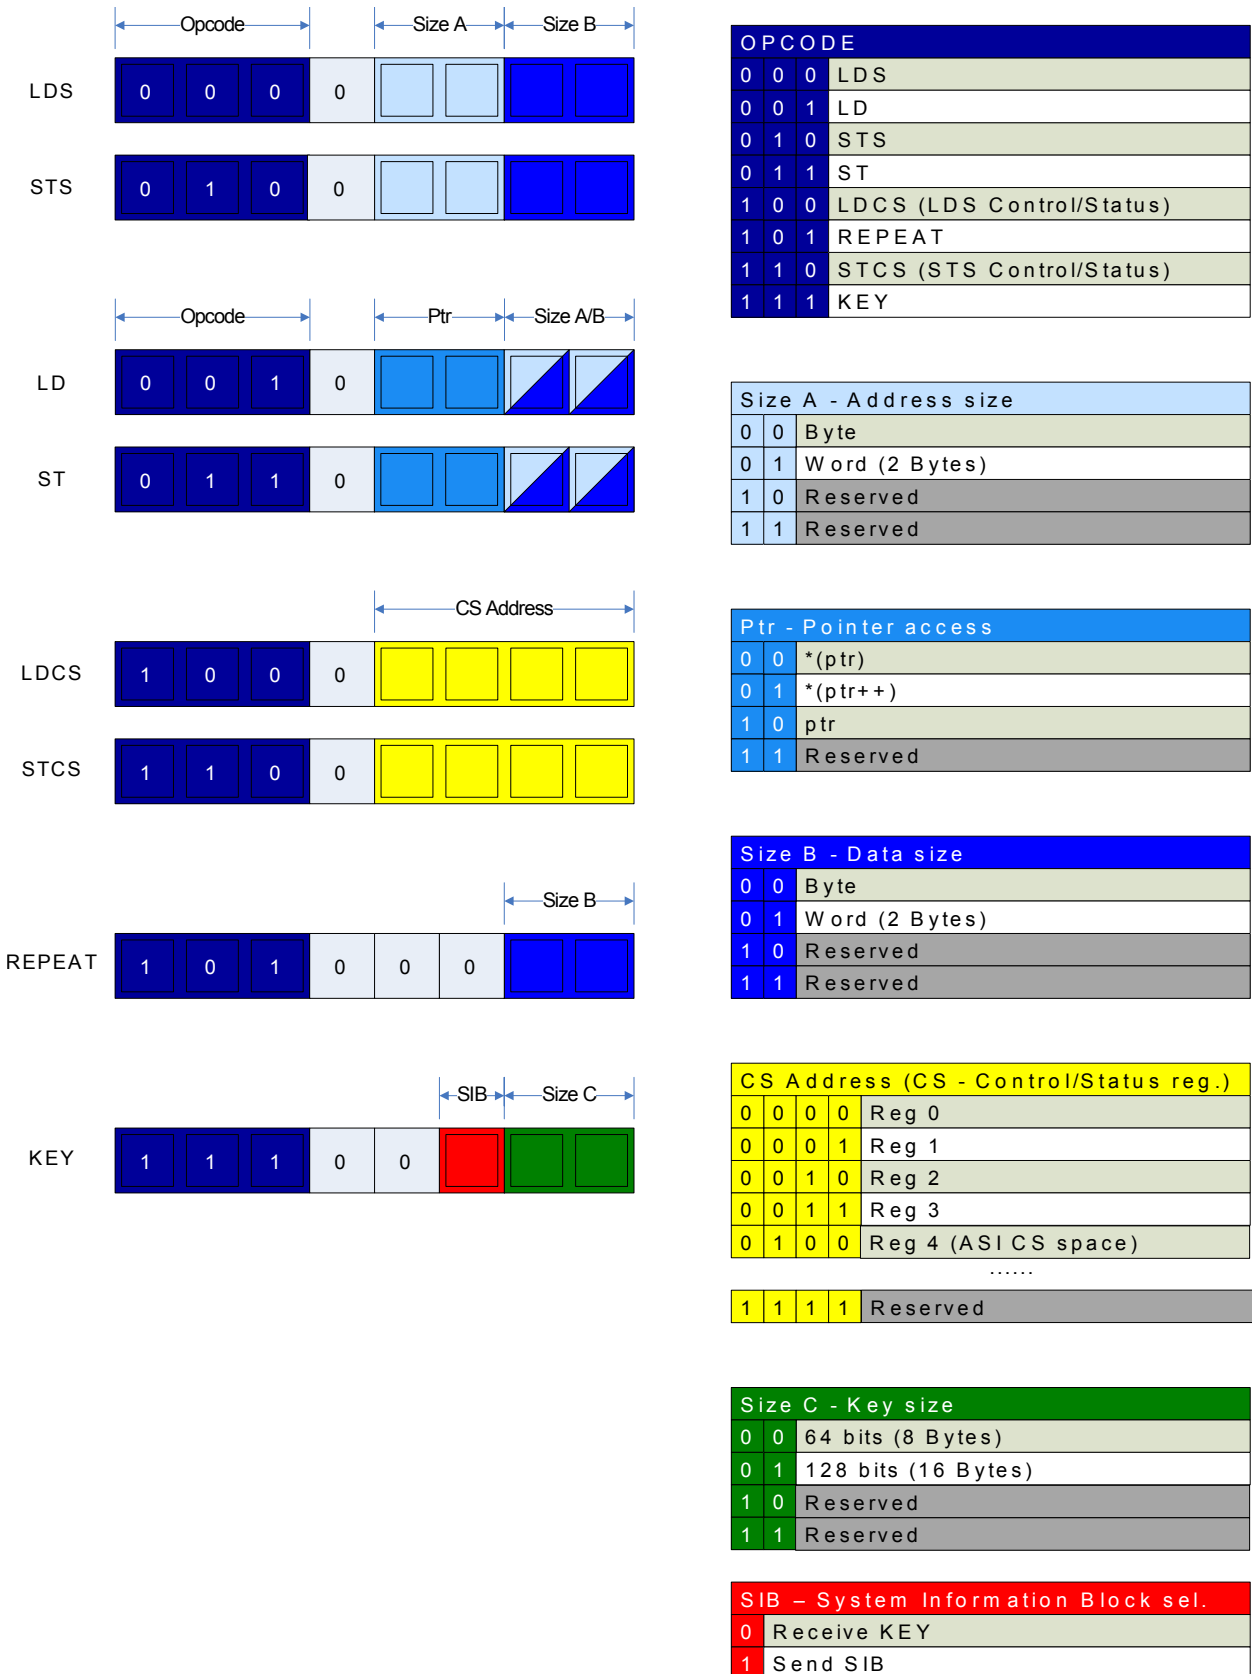 Opcode Size A Size B
LDS 0 0 0 0
STS 0 1 0 0
Opcode Ptr Size A/B
LD 0 0 1 0
ST 0 1 1 0
CS Address
LDCS 1 0 0 0
STCS 1 1 0 0
Size B
REPEAT 1 0 1 0 0 0
SIB Size C
KEY 1 1 1 0 0
OPCODE
0 0 0 LDS
0 0 1 LD
0 1 0 STS
0 1 1 ST
1 0 0 LDCS (LDS Control/Status)
1 0 1 REPEAT
1 1 0 STCS (STS Control/Status)
1 1 1 KEY
Size A - Address size
0 0 Byte
0 1 Word (2 Bytes)
1 0 Reserved
1 1 Reserved
Ptr - Pointer access
0 0 *(ptr)
0 1 *(ptr++)
1 0 ptr
1 1 Reserved
Size B - Data size
0 0 Byte
0 1 Word (2 Bytes)
1 0 Reserved
1 1 Reserved
CS Address (CS - Control/Status reg.)
0 0 0 0 Reg 0
0 0 0 1 Reg 1
0 0 1 0 Reg 2
0 0 1 1 Reg 3
0 1 0 0 Reg 4 (ASI CS space)
......
1 1 1 1 Reserved
Size C - Key size
0 0 64 bits (8 Bytes)
0 1 128 bits (16 Bytes)
1 0 Reserved
1 1 Reserved
SIB – System Information Block sel.
0 Receive KEY
1 Send SIB